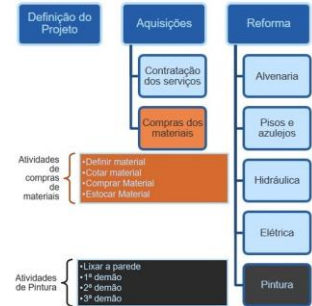 Definição do
Projeto
Aquisições
Reforma
Contratação
dos serviços
Alvenaria
Compras dos
materiais
Pisos e
azulejos
Atividades
de
compras
de
materiais
•Definir material
•Cotar material
•Comprar Material
•Estocar Material
Hidráulica
Elétrica
Atividades
de Pintura
•Lixar a parede
•1ª demão
•2ª demão
•3ª demão
Pintura